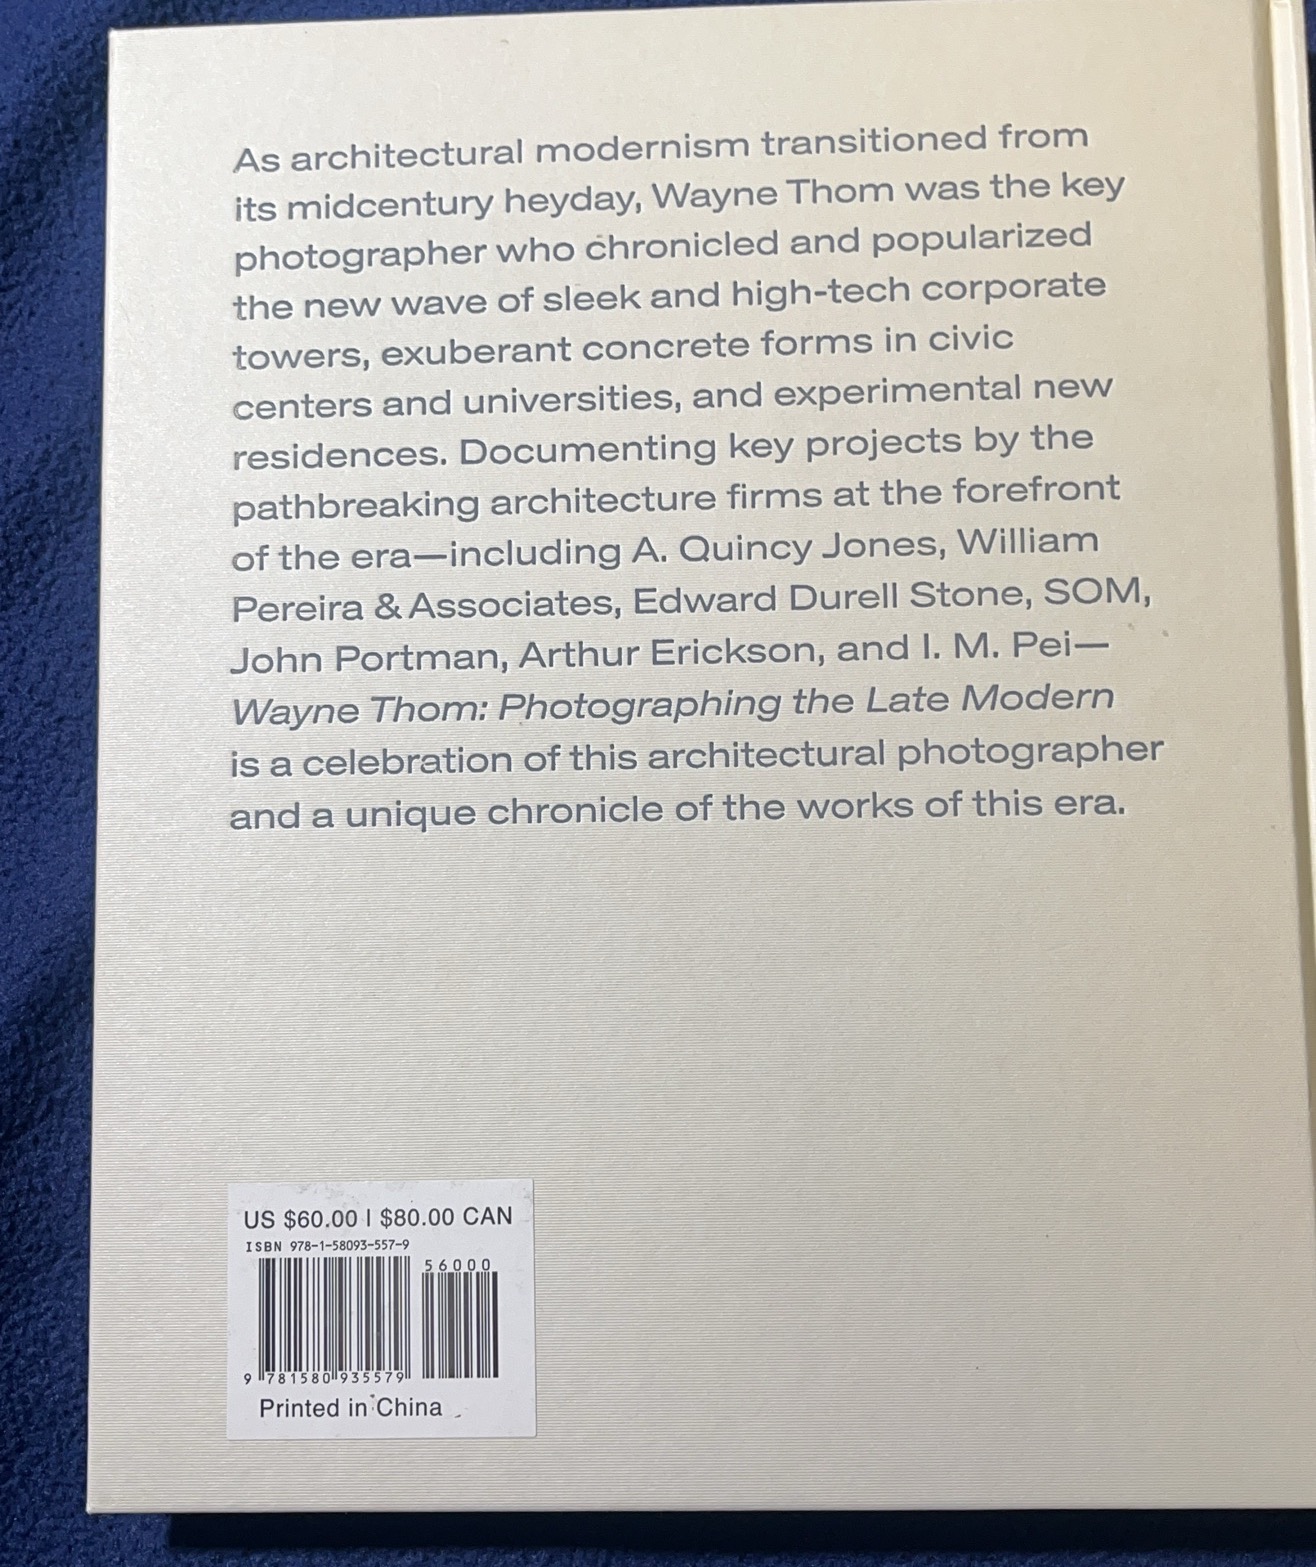 As architectural modernism transitioned from
its midcentury heyday, Wayne Thom was the key
photographer who chronicled and popularized
the new wave of sleek and high-tech corporate
towers, exuberant concrete forms in civic
centers and universities, and experimental new
residences. Documenting key projects by the
pathbreaking architecture firms at the forefront
of the era—including A. Quincy Jones, William
Pereira & Associates, Edward Durell Stone, SOM,
John Portman, Arthur Erickson, and I. M. Pei—
Wayne Thom: Photographing the Late Modern
is a celebration of this architectural photographer
and a unique chronicle of the works of this era.
US $60.00 | $80.00 CAN
ISBN 978-1-58093-557-9
56000
9 781580 935579
Printed in China